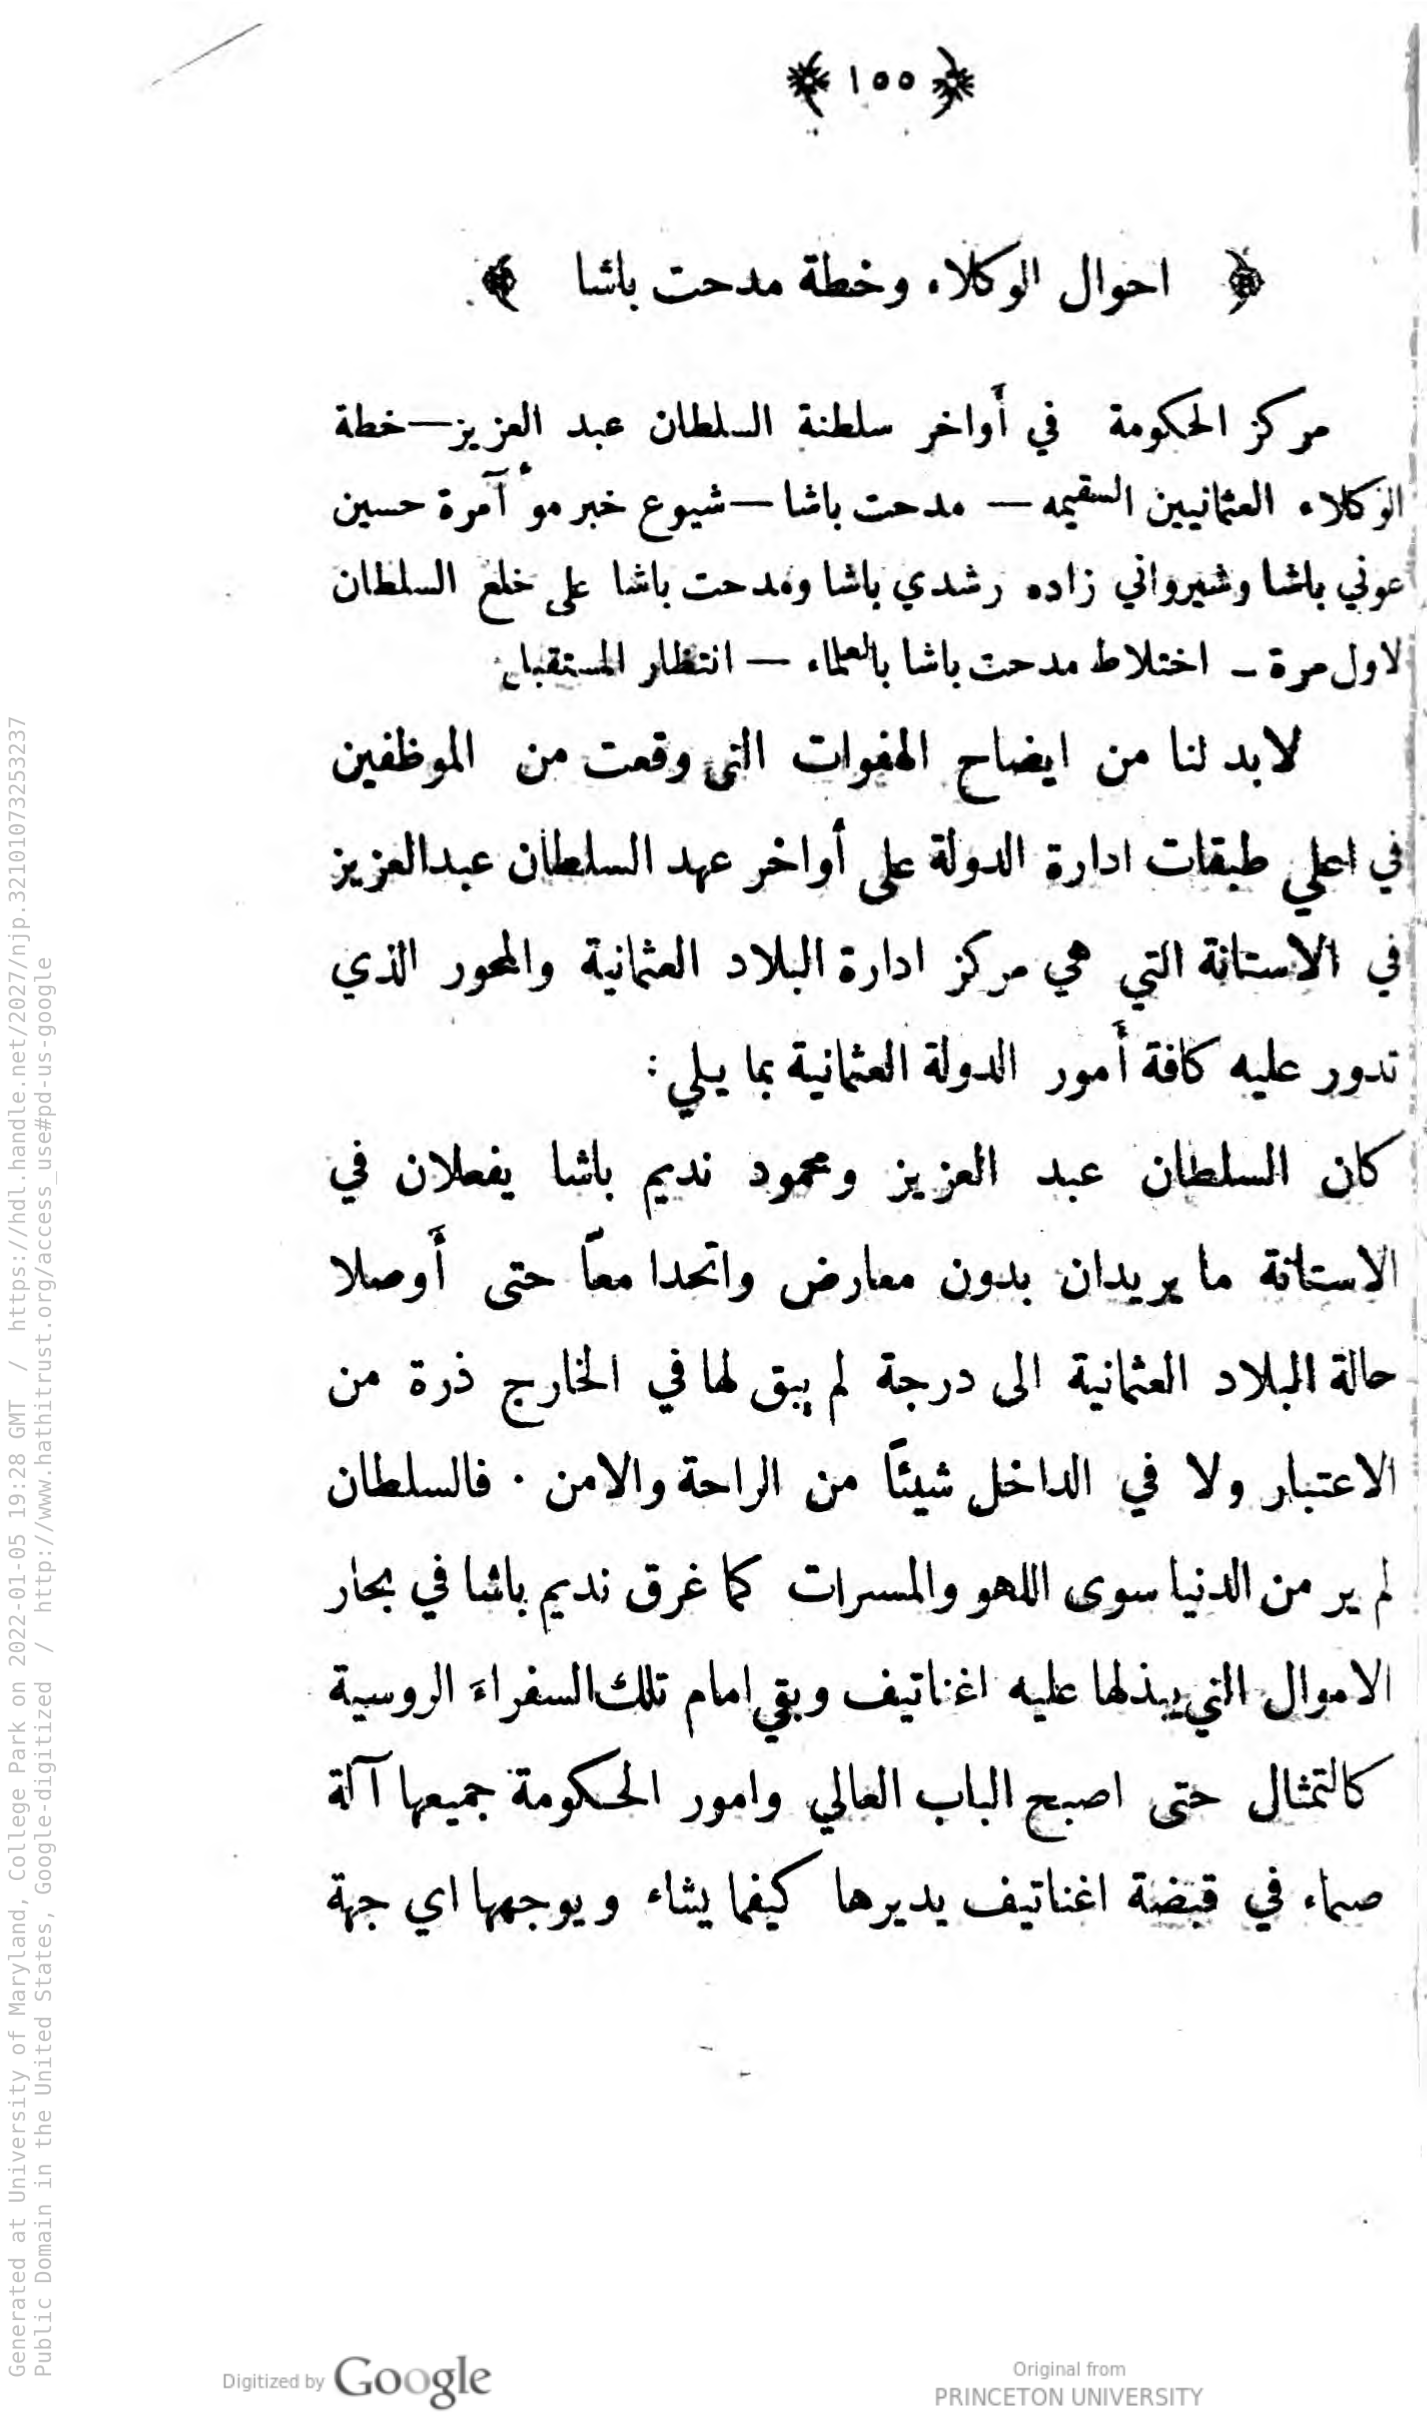 ١٥٥
احوال الوكلاء وخطة مدحت باشا
مركز الحكومة في أواخر سلطنة السلطان عبد العزيز—خطة
الوكلاء العثمانيين السقيمه — مدحت باشا — شيوع خبر موٴآمرة حسين
عوني باشا وشيرواني زاده رشدي باشا ومدحت باشا على خلع السلطان
لاول مرة – اختلاط مدحت باشا بالعلماء — انتظار المستقبل
لابد لنا من ايضاح الهفوات التي وقعت من الموظفين
في اعلي طبقات ادارة الدولة على أواخر عهد السلطان عبدالعزيز
في الاستانة التي هي مركز ادارة البلاد العثمانية والمحور الذي
تدور عليه كافة أمور الدولة العثمانية بما يلي :
كان السلطان عبد العزيز ومحمود نديم باشا يفعلان في
الاستانة ما يريدان بدون معارض واتحدا معاً حتى أوصلا
حالة البلاد العثمانية الى درجة لم يبق لها في الخارج ذرة من
الاعتبار ولا في الداخل شيئاً من الراحة والامن ٠ فالسلطان
لم ير من الدنيا سوى اللهو والمسرات كما غرق نديم باشا في بحار
الاموال التي يبذلها عليه اغناتيف وبقي امام تلك السفراءَ الروسية
كالتمثال حتى اصبح الباب العالي وامور الحكومة جميعها آلة
صماء في قبضة اغناتيف يديرها كيفما يشاء ويوجهها اي جهة
Generated at University of Maryland, College Park on 2022-01-05 19:28 GMT / https://hdl.handle.net/2027/njp.32101073253237
Public Domain in the United States, Google-digitized / http://www.hathitrust.org/access_use#pd-us-google
Digitized by Google
Original from
PRINCETON UNIVERSITY